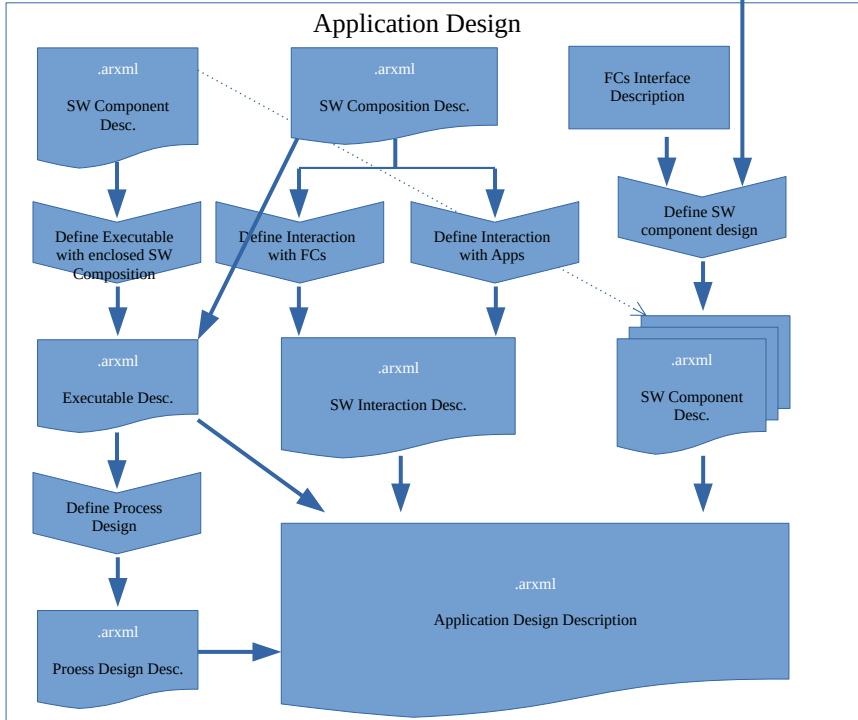 Application Design
.arxml
SW Component
Desc.
.arxml
SW Composition Desc.
FCs Interface
Description
Define Executable
with enclosed SW
Composition
Define Interaction
with FCs
Define Interaction
with Apps
Define SW
component design
.arxml
Executable Desc.
.arxml
SW Interaction Desc.
.arxml
SW Component
Desc.
Define Process
Design
.arxml
Application Design Description
.arxml
Proess Design Desc.